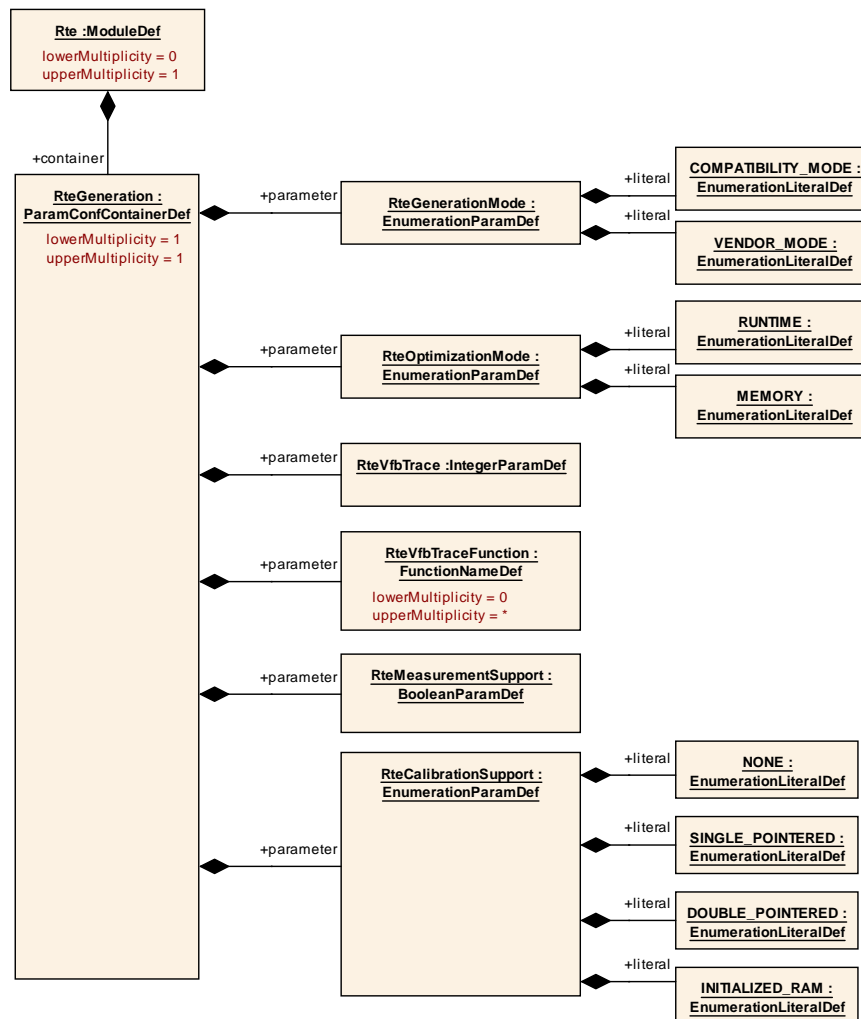 Rte :ModuleDef
lowerMultiplicity = 0
upperMultiplicity = 1
+container
RteGeneration :
ParamConfContainerDef
lowerMultiplicity = 1
upperMultiplicity = 1
+parameter
RteGenerationMode :
EnumerationParamDef
+literal
COMPATIBILITY_MODE :
EnumerationLiteralDef
+literal
VENDOR_MODE :
EnumerationLiteralDef
+parameter
RteOptimizationMode :
EnumerationParamDef
+literal
RUNTIME :
EnumerationLiteralDef
+literal
MEMORY :
EnumerationLiteralDef
+parameter
RteVfbTrace :IntegerParamDef
+parameter
RteVfbTraceFunction :
FunctionNameDef
lowerMultiplicity = 0
upperMultiplicity = *
+parameter
RteMeasurementSupport :
BooleanParamDef
+parameter
RteCalibrationSupport :
EnumerationParamDef
+literal
NONE :
EnumerationLiteralDef
+literal
SINGLE_POINTERED :
EnumerationLiteralDef
+literal
DOUBLE_POINTERED :
EnumerationLiteralDef
+literal
INITIALIZED_RAM :
EnumerationLiteralDef